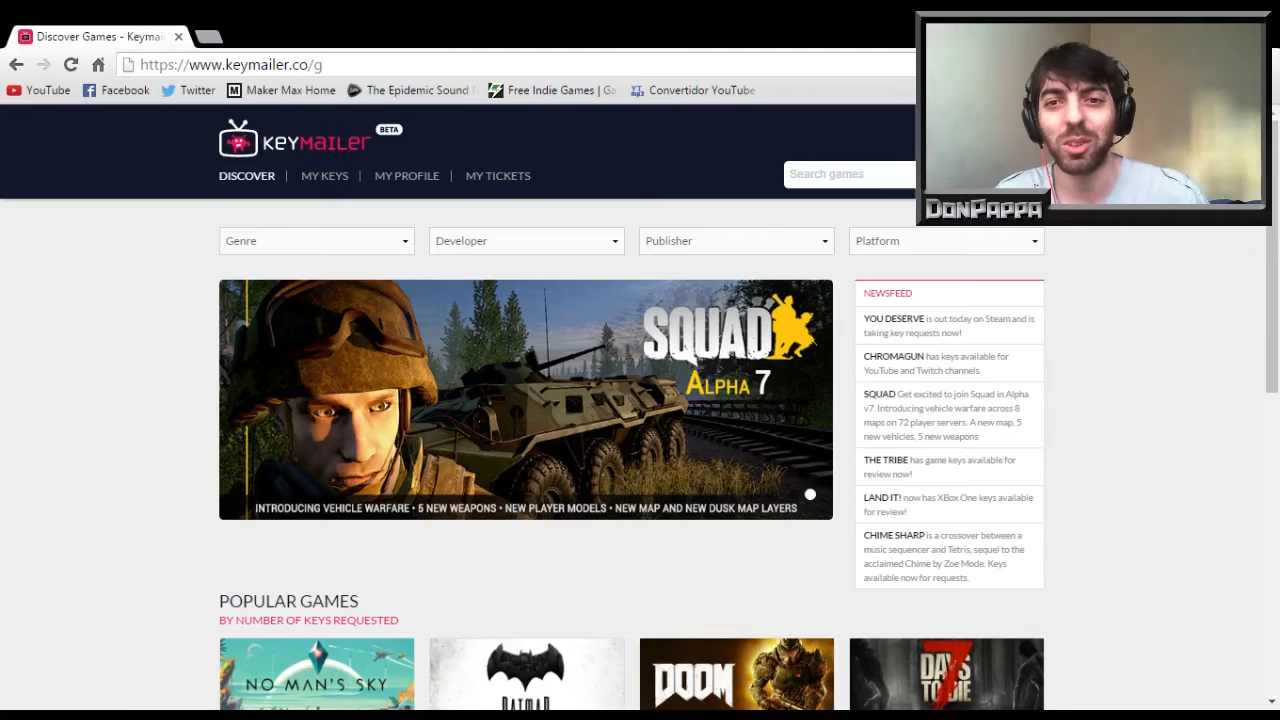 Discover Games - Keymai
https://www.keymailer.co/g
YouTube
Facebook
Twitter
Maker Max Home
The Epidemic Sound
Free Indie Games | Ga
Convertidor YouTube
KEYMAILER BETA
DISCOVER | MY KEYS | MY PROFILE | MY TICKETS
Search games
DONPAPPA
Genre
Developer
Publisher
Platform
SQUAD
ALPHA 7
INTRODUCING VEHICLE WARFARE • 5 NEW WEAPONS • NEW PLAYER MODELS • NEW MAP AND NEW DUSK MAP LAYERS
NEWSFEED
YOU DESERVE is out today on Steam and is
taking key requests now!
CHROMAGUN has keys available for
YouTube and Twitch channels.
SQUAD Get excited to join Squad in Alpha
v7. Introducing vehicle warfare across 8
maps on 72 player servers. A new map, 5
new vehicles, 5 new weapons
THE TRIBE has game keys available for
review now!
LAND IT! now has XBox One keys available
for review!
CHIME SHARP is a crossover between a
music sequencer and Tetris, sequel to the
acclaimed Chime by Zoe Mode. Keys
available now for requests.
POPULAR GAMES
BY NUMBER OF KEYS REQUESTED
NO MAN'S SKY
BATMAN
DOOM
7
DAYS
TO DIE